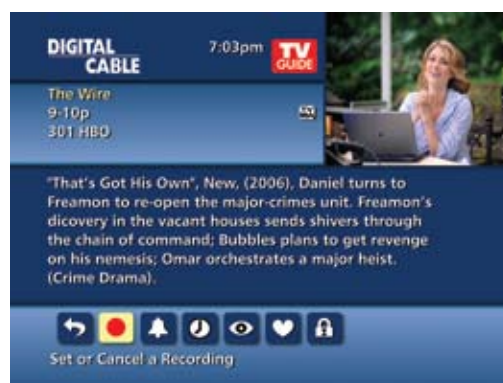 DIGITAL
CABLE
7:03pm
TV
GUIDE
The Wire
9-10p
301 HBO
"That's Got His Own", New, (2006), Daniel turns to
Freamon to re-open the major-crimes unit. Freamon's
dicovery in the vacant houses sends shivers through
the chain of command; Bubbles plans to get revenge
on his nemesis; Omar orchestrates a major heist.
(Crime Drama).
Set or Cancel a Recording